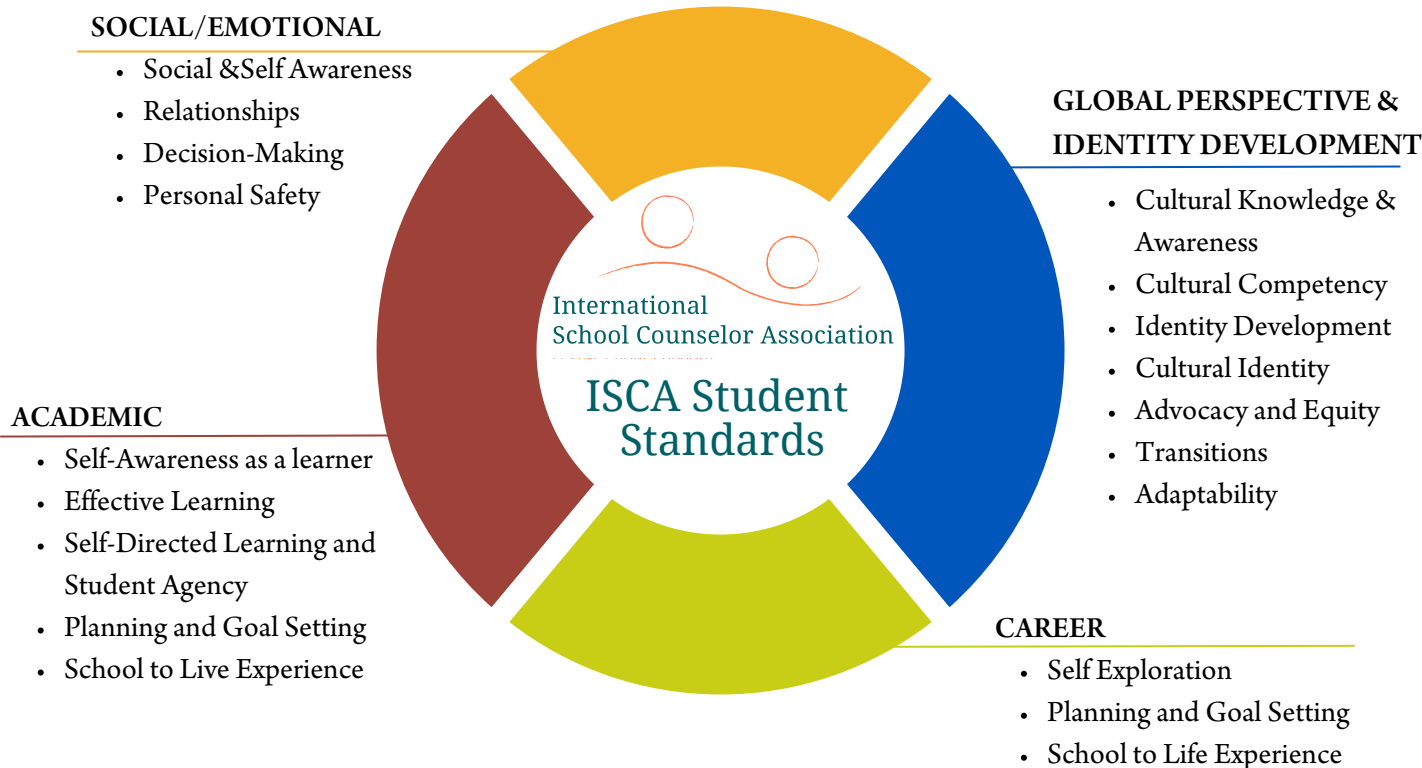 SOCIAL/EMOTIONAL
• Social &Self Awareness
• Relationships
• Decision-Making
• Personal Safety
GLOBAL PERSPECTIVE &
IDENTITY DEVELOPMENT
• Cultural Knowledge &
Awareness
• Cultural Competency
• Identity Development
• Cultural Identity
• Advocacy and Equity
• Transitions
• Adaptability
International
School Counselor Association
ISCA Student
Standards
ACADEMIC
• Self-Awareness as a learner
• Effective Learning
• Self-Directed Learning and
Student Agency
• Planning and Goal Setting
• School to Live Experience
CAREER
• Self Exploration
• Planning and Goal Setting
• School to Life Experience